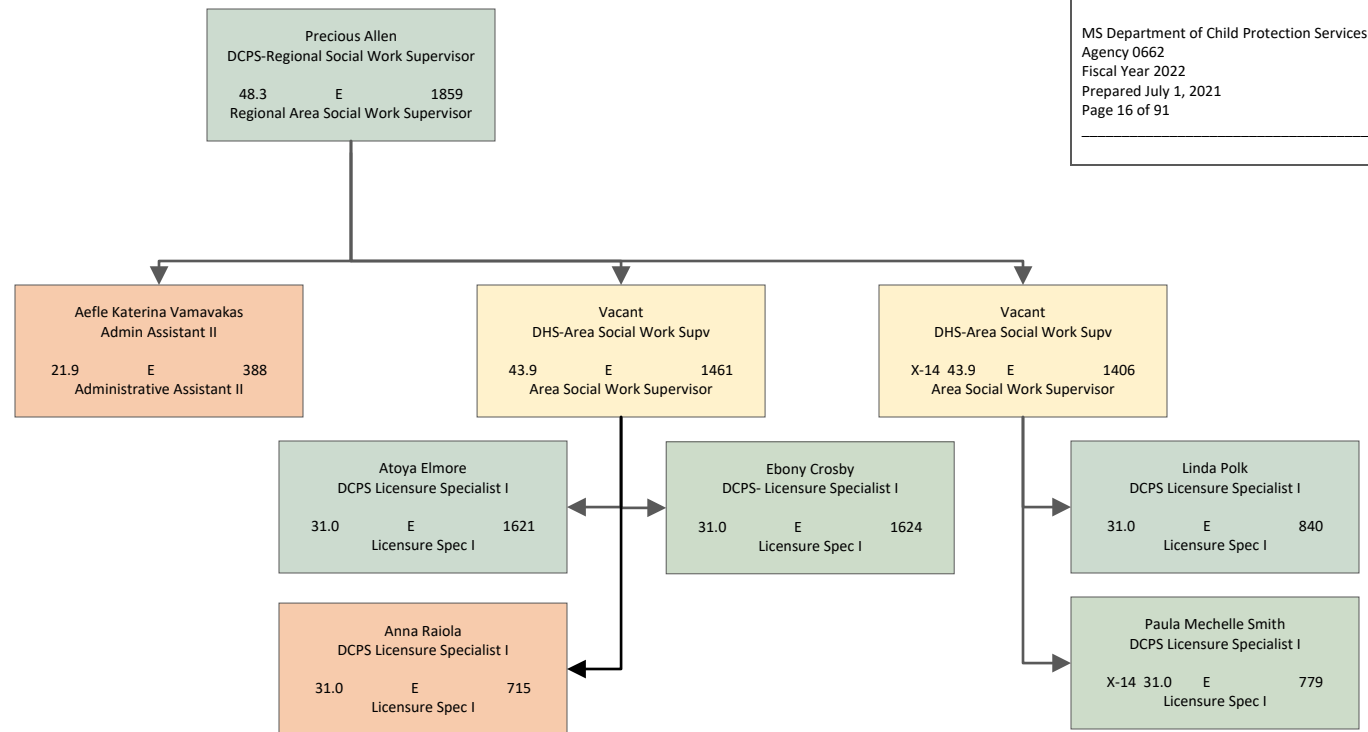 Precious Allen
DCPS-Regional Social Work Supervisor
48.3 E 1859
Regional Area Social Work Supervisor
MS Department of Child Protection Services
Agency 0662
Fiscal Year 2022
Prepared July 1, 2021
Page 16 of 91
Aefle Katerina Vamavakas
Admin Assistant II
21.9 E 388
Administrative Assistant II
Vacant
DHS-Area Social Work Supv
43.9 E 1461
Area Social Work Supervisor
Vacant
DHS-Area Social Work Supv
X-14 43.9 E 1406
Area Social Work Supervisor
Atoya Elmore
DCPS Licensure Specialist I
31.0 E 1621
Licensure Spec I
Ebony Crosby
DCPS- Licensure Specialist I
31.0 E 1624
Licensure Spec I
Linda Polk
DCPS Licensure Specialist I
31.0 E 840
Licensure Spec I
Anna Raiola
DCPS Licensure Specialist I
31.0 E 715
Licensure Spec I
Paula Mechelle Smith
DCPS Licensure Specialist I
X-14 31.0 E 779
Licensure Spec I